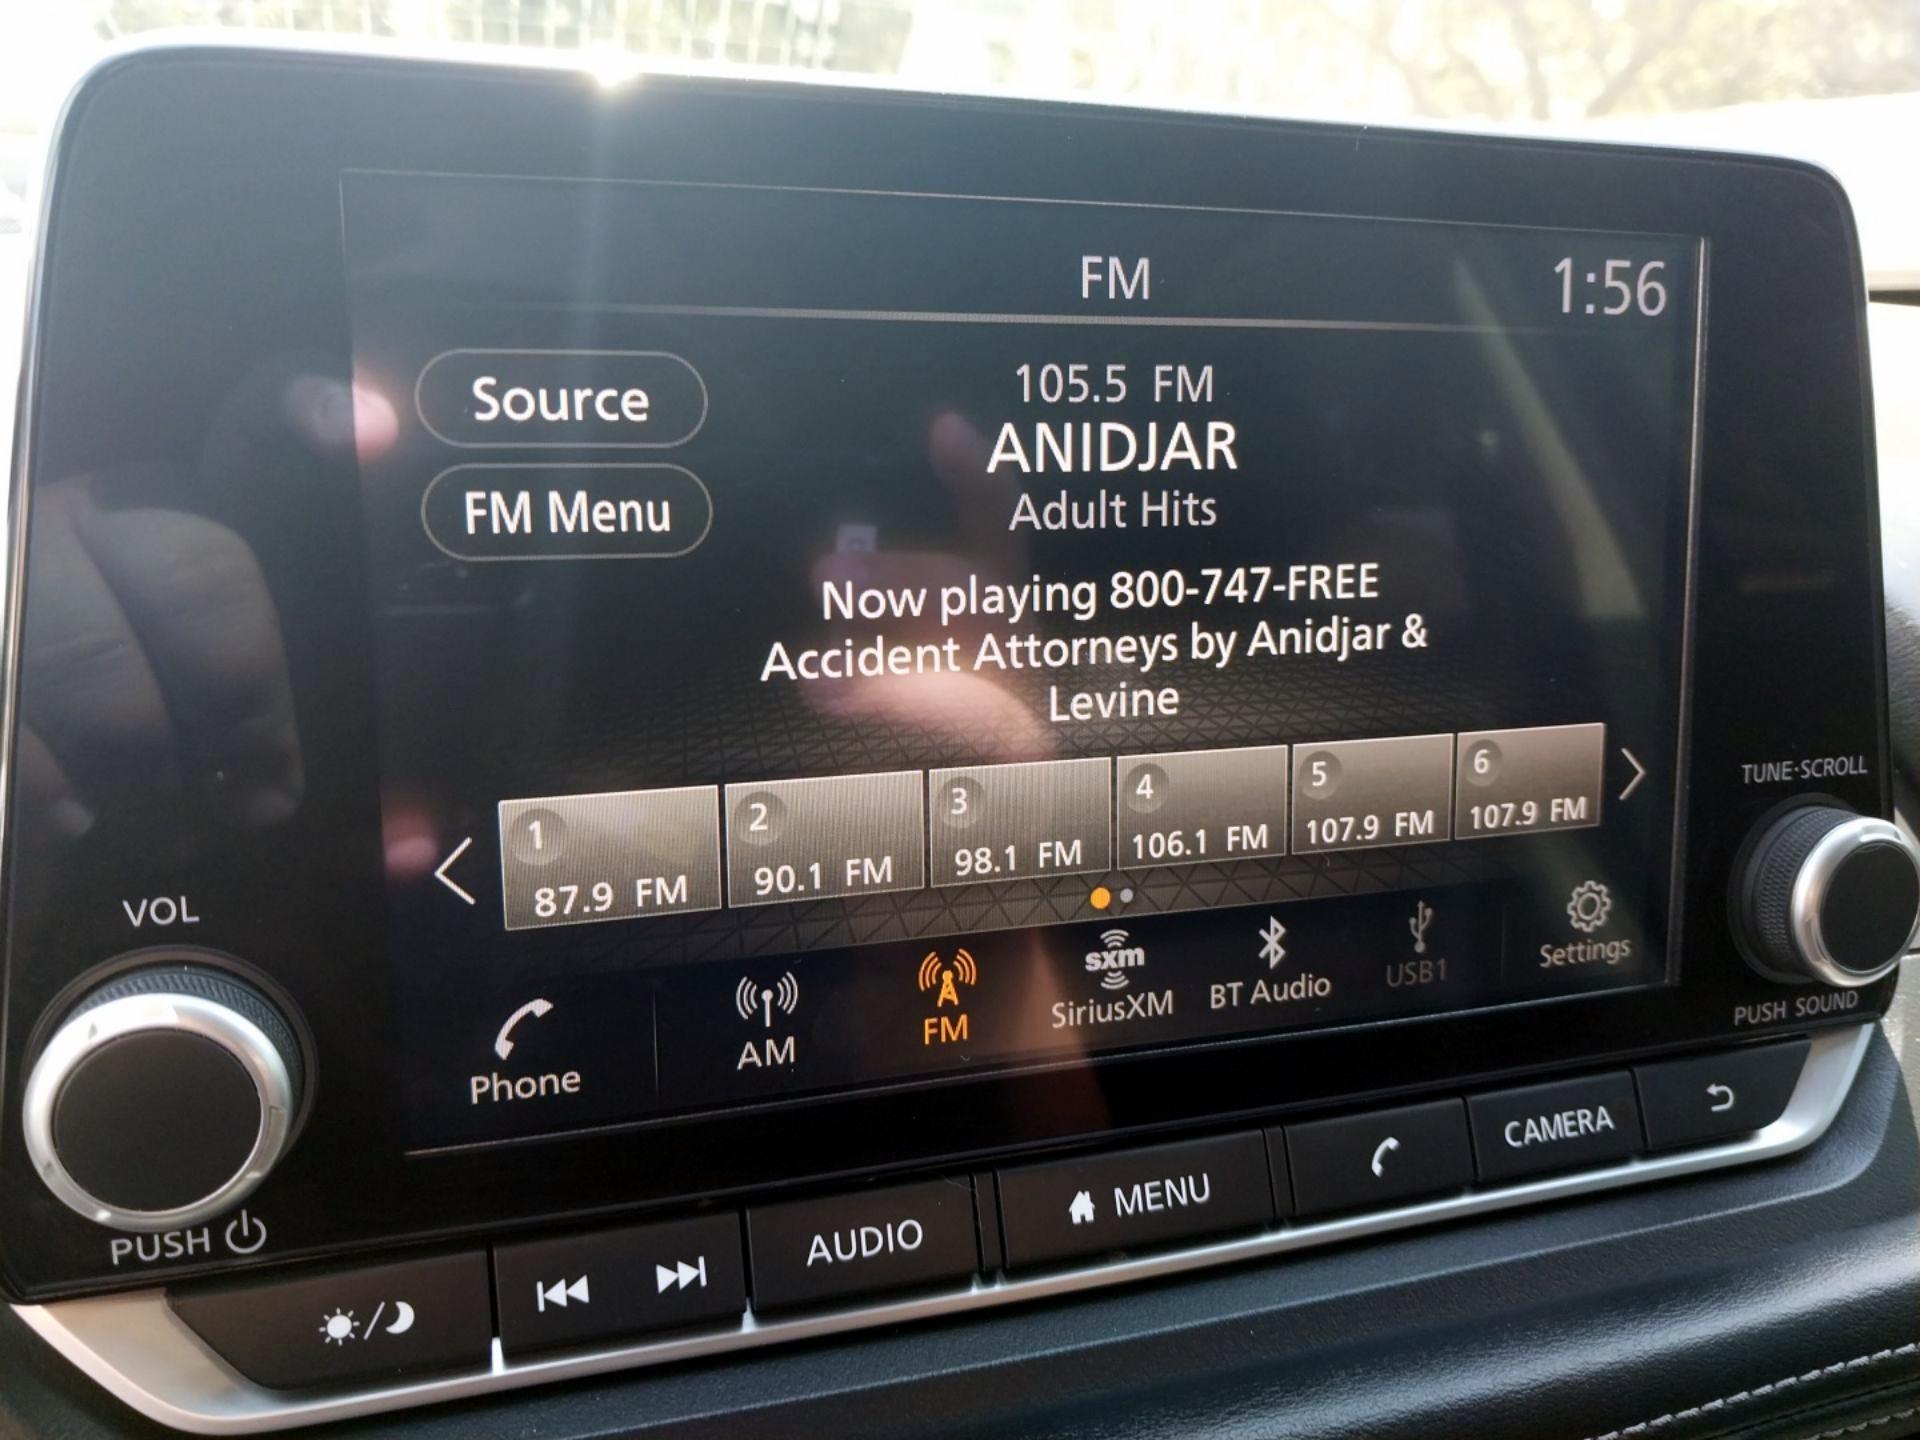 FM
1:56
Source
FM Menu
105.5 FM
ANIDJAR
Adult Hits
Now playing 800-747-FREE
Accident Attorneys by Anidjar &
Levine
1
87.9 FM
2
90.1 FM
3
98.1 FM
4
106.1 FM
5
107.9 FM
6
107.9 FM
Phone
AM
FM
sxm
SiriusXM
BT Audio
USB1
Settings
VOL
PUSH
TUNE·SCROLL
PUSH SOUND
AUDIO
MENU
CAMERA